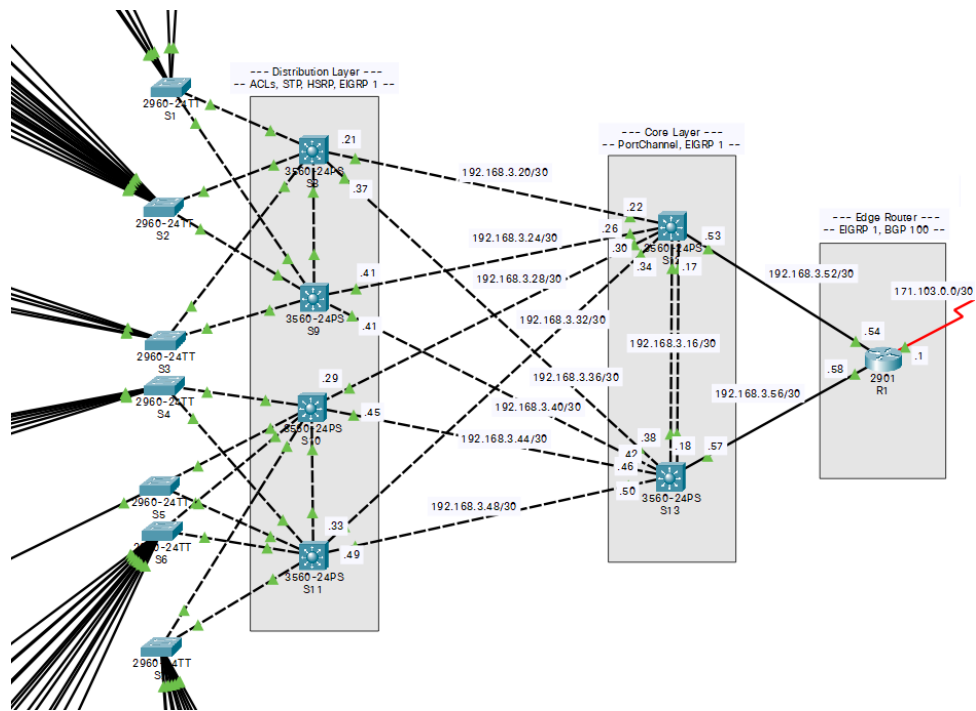 --- Distribution Layer ---
-- ACLs, STP, HSRP, EIGRP 1 --
2960-24TT
S1
.21
3560-24PS
S8
.37
--- Core Layer ---
-- PortChannel, EIGRP 1 --
192.168.3.20/30
.22
.26
.53
3560-24PS
.30
.34
.17
--- Edge Router ---
-- EIGRP 1, BGP 100 --
192.168.3.52/30
171.103.0.0/30
2960-24TT
S2
192.168.3.24/30
192.168.3.28/30
.41
3560-24PS
S9
.41
192.168.3.32/30
192.168.3.16/30
.54
.58
.1
2901
R1
2960-24TT
S3
2960-24TT
S4
.29
192.168.3.36/30
192.168.3.56/30
3560-24PS
S10
.45
192.168.3.40/30
192.168.3.44/30
.38
.18
.57
.42
.46
.50
3560-24PS
S13
2960-24TT
S5
2960-24TT
S6
192.168.3.48/30
.33
.49
3560-24PS
S11
2960-24TT